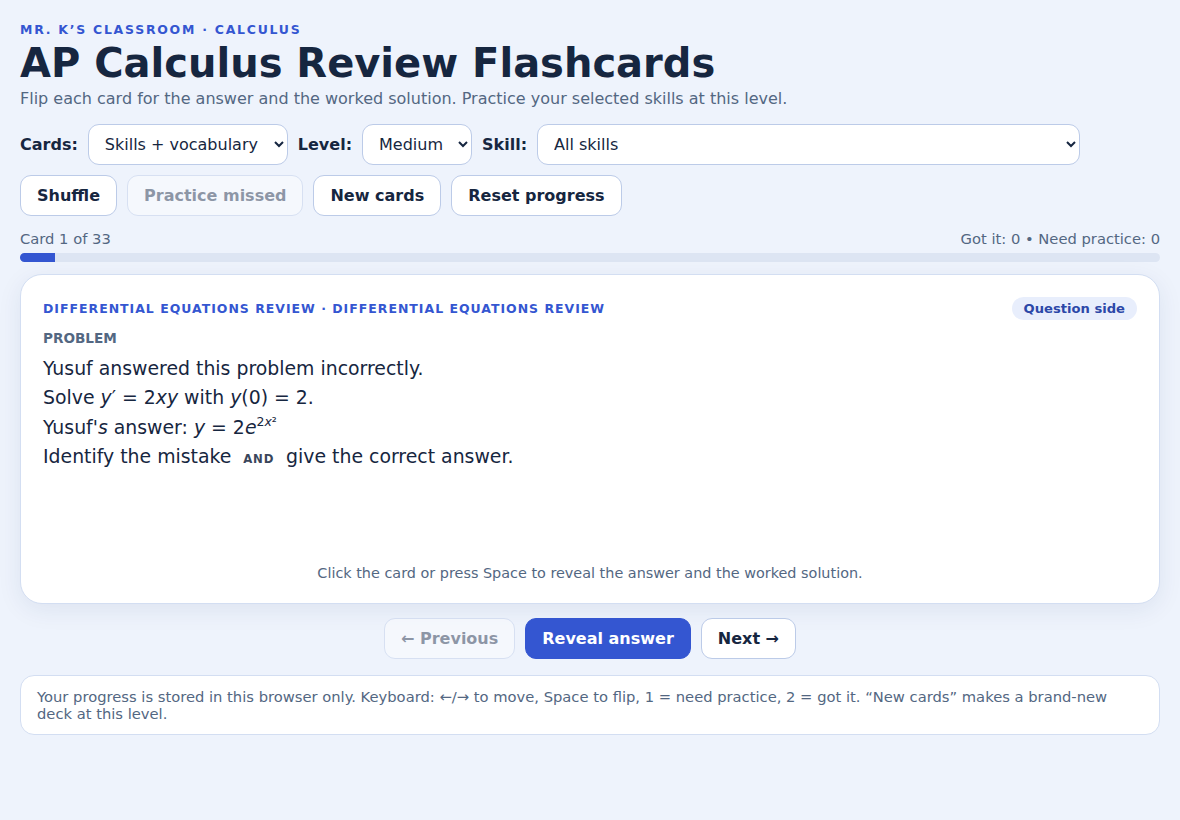 MR. K’S CLASSROOM · CALCULUS
AP Calculus Review Flashcards
Flip each card for the answer and the worked solution. Practice your selected skills at this level.
Cards: Skills + vocabulary Level: Medium Skill: All skills
Shuffle Practice missed New cards Reset progress
Card 1 of 33 Got it: 0 • Need practice: 0
DIFFERENTIAL EQUATIONS REVIEW · DIFFERENTIAL EQUATIONS REVIEW Question side
PROBLEM
Yusuf answered this problem incorrectly.
Solve y′ = 2xy with y(0) = 2.
Yusuf's answer: y = 2e^{2x²}
Identify the mistake AND give the correct answer.
Click the card or press Space to reveal the answer and the worked solution.
← Previous Reveal answer Next →
Your progress is stored in this browser only. Keyboard: ←/→ to move, Space to flip, 1 = need practice, 2 = got it. “New cards” makes a brand-new
deck at this level.